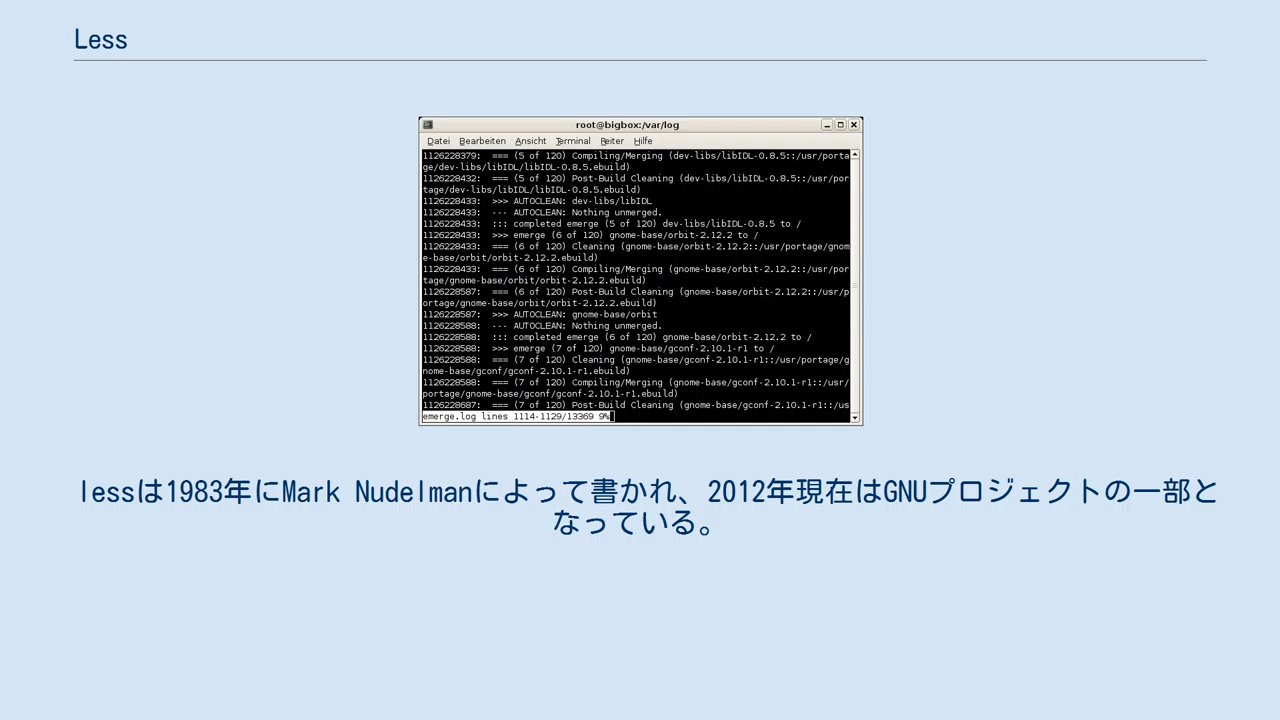 Less
root@bigbox:/var/log
Datei Bearbeiten Ansicht Terminal Reiter Hilfe
1126228379:  === (5 of 120) Compiling/Merging (dev-libs/libIDL-0.8.5::/usr/porta
ge/dev-libs/libIDL/libIDL-0.8.5.ebuild)
1126228432:  === (5 of 120) Post-Build Cleaning (dev-libs/libIDL-0.8.5::/usr/por
tage/dev-libs/libIDL/libIDL-0.8.5.ebuild)
1126228433:  >>> AUTOCLEAN: dev-libs/libIDL
1126228433:  --- AUTOCLEAN: Nothing unmerged.
1126228433:  ::: completed emerge (5 of 120) dev-libs/libIDL-0.8.5 to /
1126228433:  >>> emerge (6 of 120) gnome-base/orbit-2.12.2 to /
1126228433:  === (6 of 120) Cleaning (gnome-base/orbit-2.12.2::/usr/portage/gnom
e-base/orbit/orbit-2.12.2.ebuild)
1126228433:  === (6 of 120) Compiling/Merging (gnome-base/orbit-2.12.2::/usr/por
tage/gnome-base/orbit/orbit-2.12.2.ebuild)
1126228587:  === (6 of 120) Post-Build Cleaning (gnome-base/orbit-2.12.2::/usr/p
ortage/gnome-base/orbit/orbit-2.12.2.ebuild)
1126228587:  >>> AUTOCLEAN: gnome-base/orbit
1126228588:  --- AUTOCLEAN: Nothing unmerged.
1126228588:  ::: completed emerge (6 of 120) gnome-base/orbit-2.12.2 to /
1126228588:  >>> emerge (7 of 120) gnome-base/gconf-2.10.1-r1 to /
1126228588:  === (7 of 120) Cleaning (gnome-base/gconf-2.10.1-r1::/usr/portage/g
nome-base/gconf/gconf-2.10.1-r1.ebuild)
1126228588:  === (7 of 120) Compiling/Merging (gnome-base/gconf-2.10.1-r1::/usr/
portage/gnome-base/gconf/gconf-2.10.1-r1.ebuild)
1126228687:  === (7 of 120) Post-Build Cleaning (gnome-base/gconf-2.10.1-r1::/us
emerge.log lines 1114-1129/13369 9%
lessは1983年にMark Nudelmanによって書かれ、2012年現在はGNUプロジェクトの一部と
なっている。